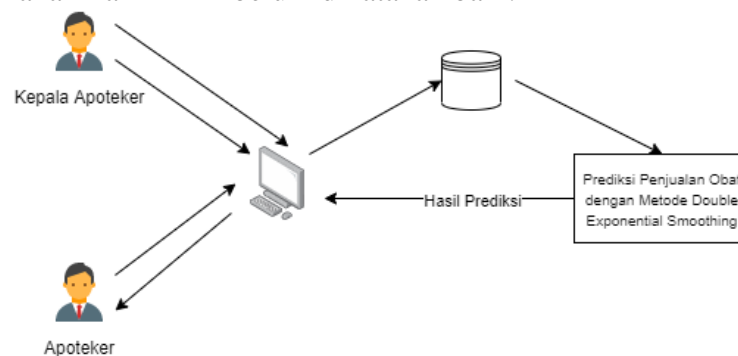 Kepala Apoteker
Hasil Prediksi
Prediksi Penjualan Obat
dengan Metode Double
Exponential Smoothing
Apoteker